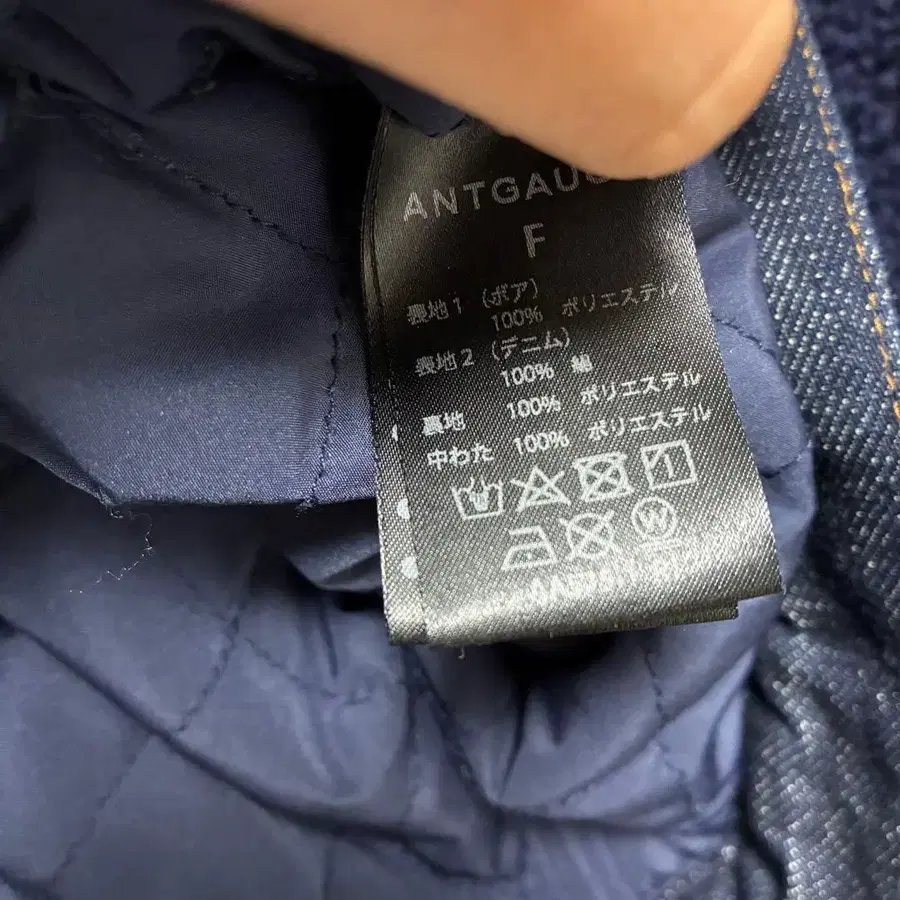 ANTGAUG
F
表地1 (ボア)
100% ポリエステル
表地2 (デニム)
100% 綿
裏地 100% ポリエステル
中わた 100% ポリエステル
W